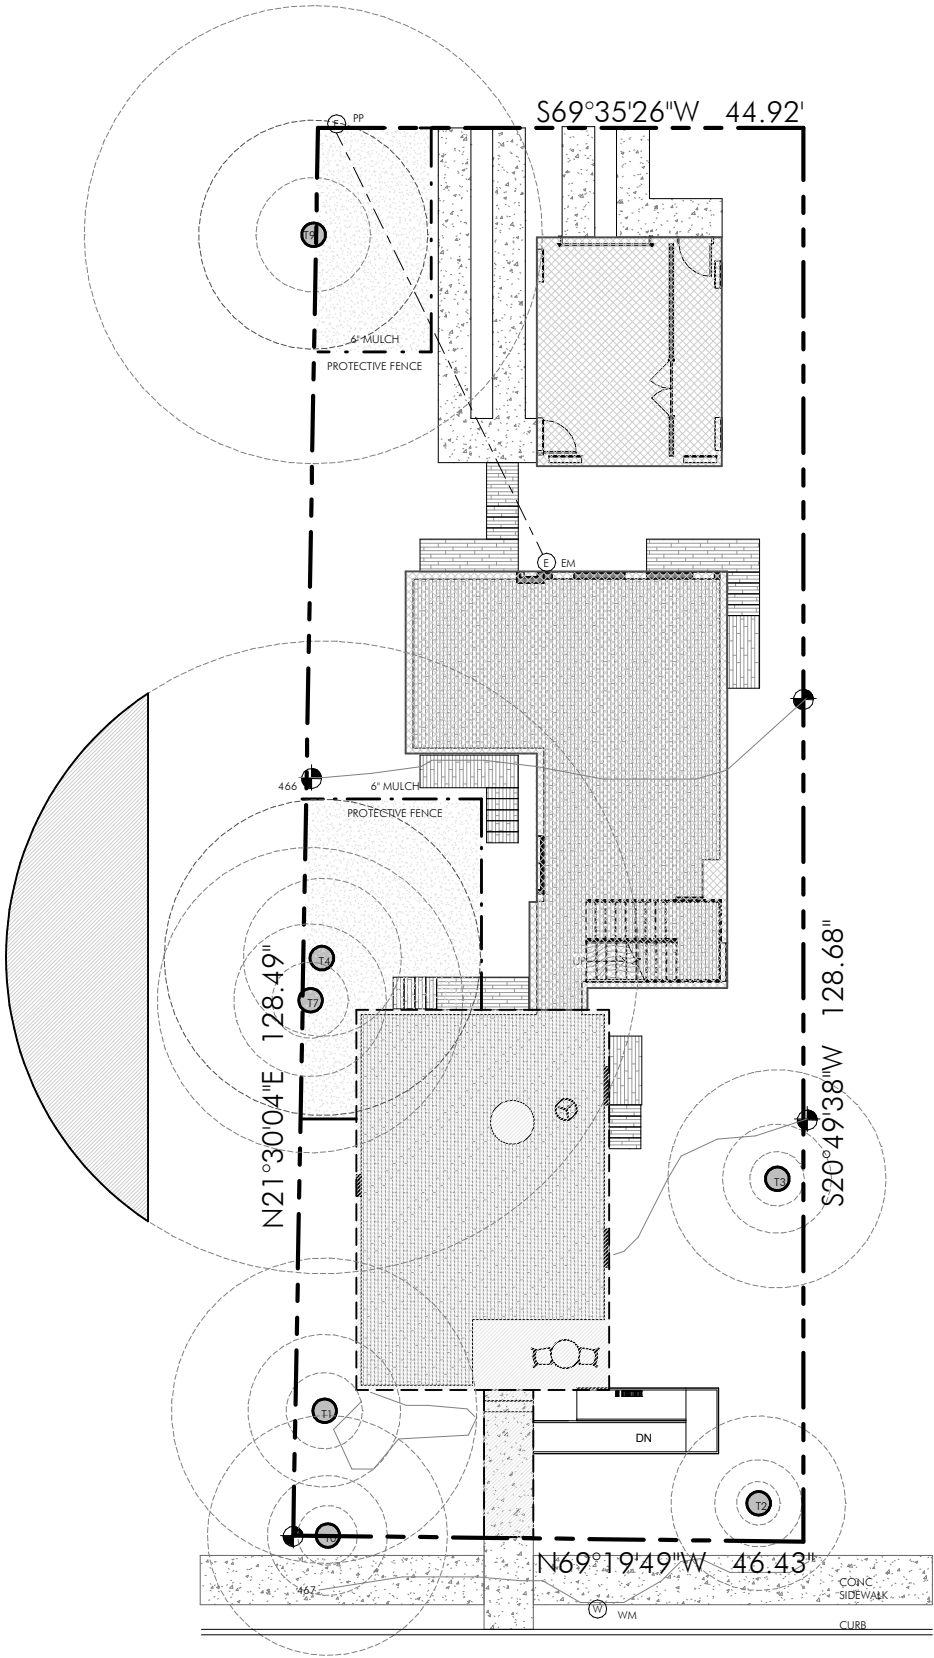 S69°35'26"W 44.92'
E PP
T9
6" MULCH
PROTECTIVE FENCE
E EM
466
6" MULCH
PROTECTIVE FENCE
T4
T7
N21°30'04"E 128.49"
S20°49'38"W 128.68"
T3
T1
DN
T2
N69°19'49"W 46.43"
467
CONC
SIDEWALK
W WM
CURB